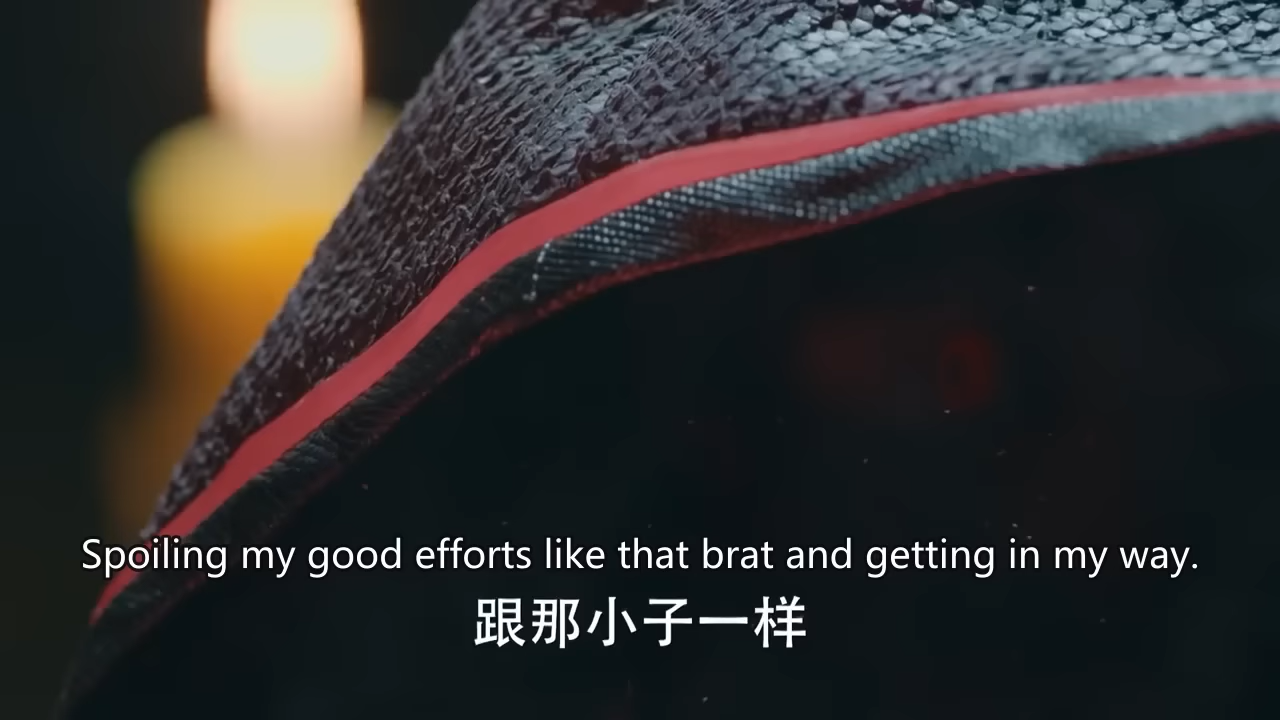 Spoiling my good efforts like that brat and getting in my way.
跟那小子一样